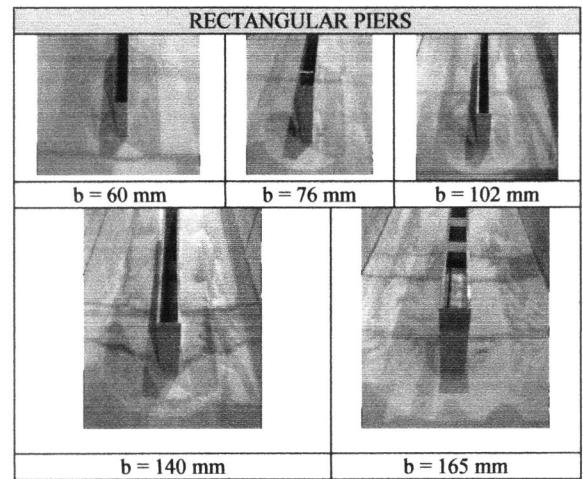 RECTANGULAR PIERS
b = 60 mm
b = 76 mm
b = 102 mm
b = 140 mm
b = 165 mm